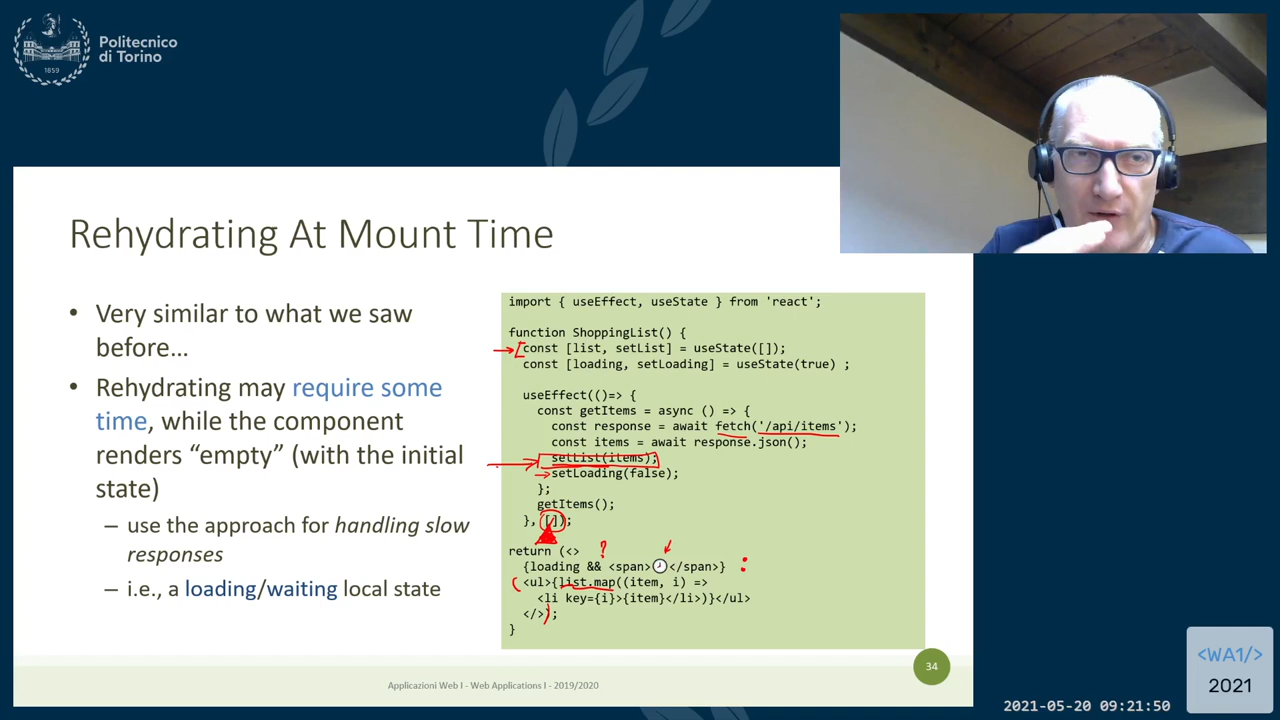 Politecnico
di Torino
1859
Rehydrating At Mount Time
• Very similar to what we saw
before…
• Rehydrating may require some
time, while the component
renders “empty” (with the initial
state)
– use the approach for handling slow
responses
– i.e., a loading/waiting local state
import { useEffect, useState } from 'react';
function ShoppingList() {
const [list, setList] = useState([]);
const [loading, setLoading] = useState(true) ;
useEffect(()=> {
const getItems = async () => {
const response = await fetch('/api/items');
const items = await response.json();
setList(items);
setLoading(false);
};
getItems();
}, []);
return (<>
?
{loading && <span>🕗</span>} :
(<ul>{list.map((item, i) =>
<li key={i}>{item}</li>)}</ul>
</>);
}
34
Applicazioni Web I - Web Applications I - 2019/2020
<WA1/>
2021
2021-05-20 09:21:50